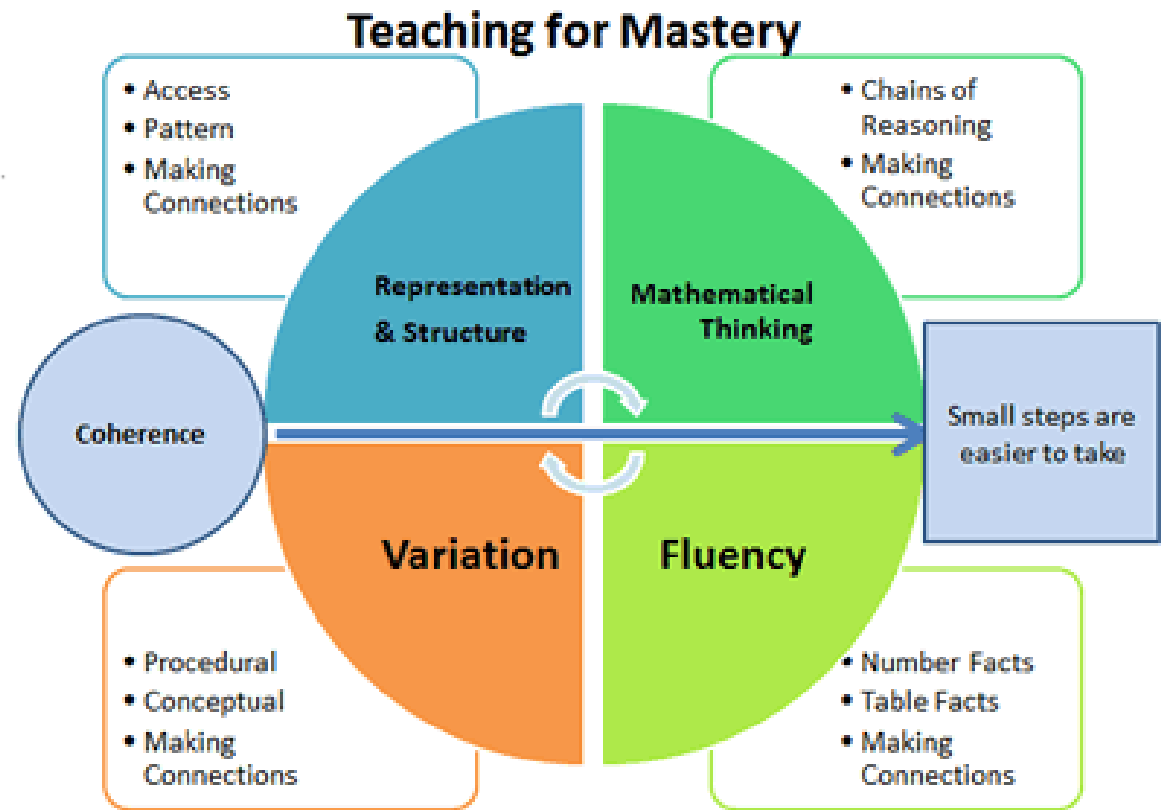 Teaching for Mastery
• Access
• Pattern
• Making
Connections
• Chains of
Reasoning
• Making
Connections
Representation
& Structure
Mathematical
Thinking
Coherence
Small steps are
easier to take
Variation
Fluency
• Procedural
• Conceptual
• Making
Connections
• Number Facts
• Table Facts
• Making
Connections